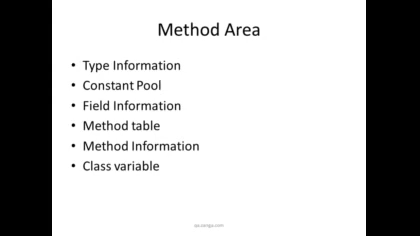 Method Area
• Type Information
• Constant Pool
• Field Information
• Method table
• Method Information
• Class variable